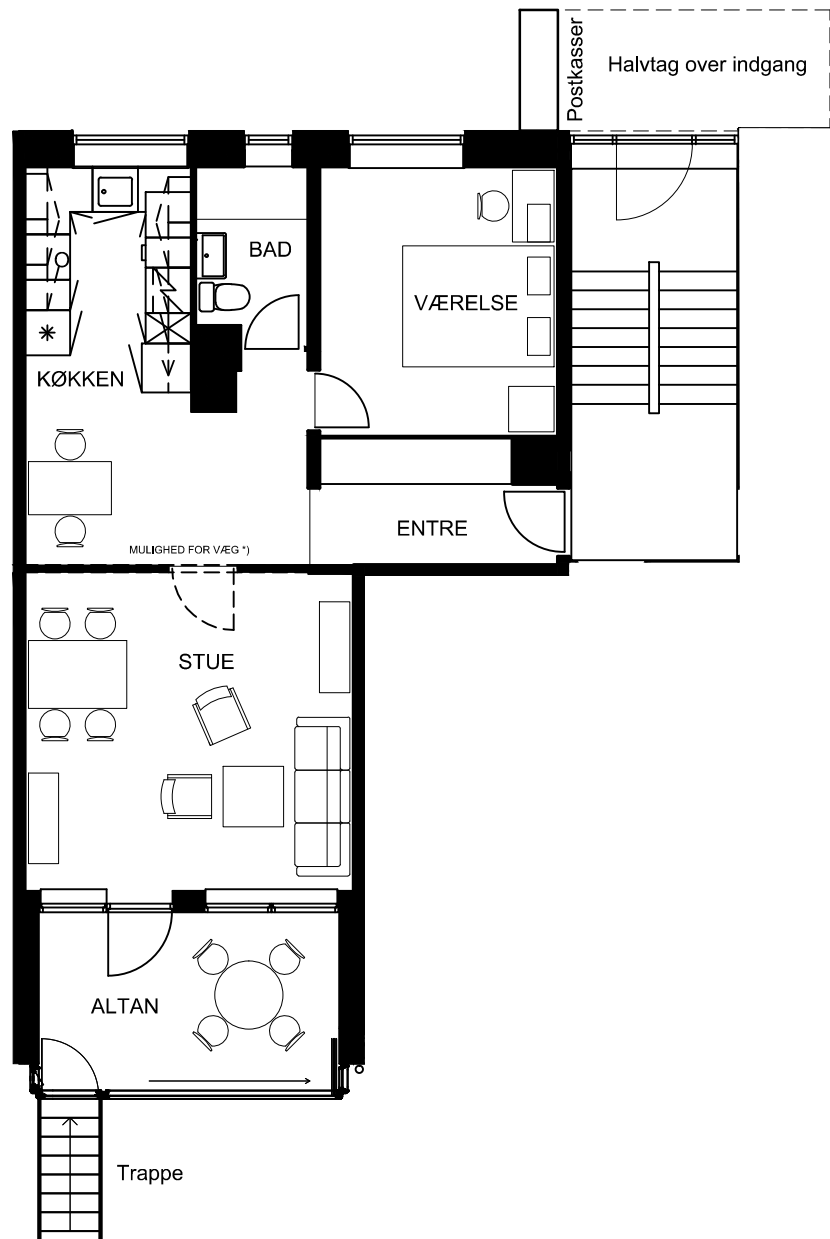 Postkasser
Halvtag over indgang
BAD
VÆRELSE
KØKKEN
ENTRE
MULIGHED FOR VÆG *)
STUE
ALTAN
Trappe